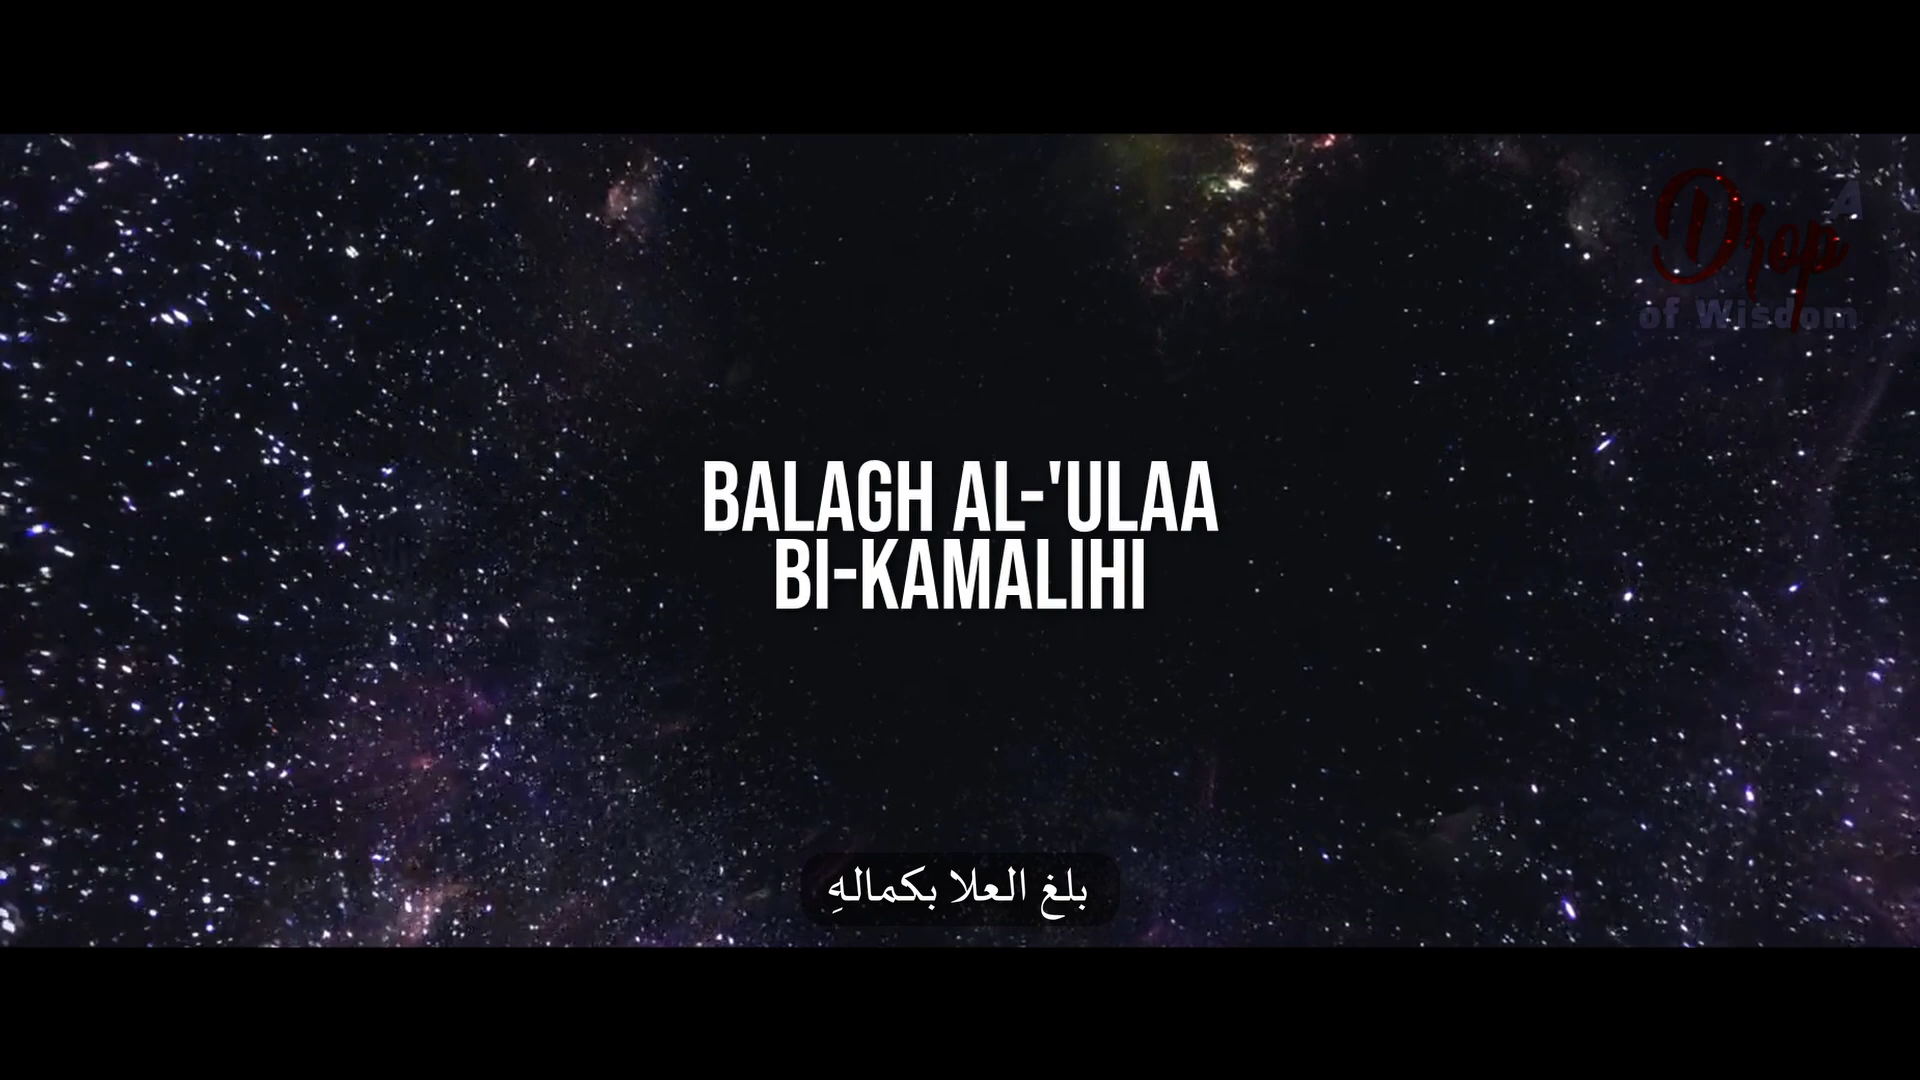 A
Drop
of Wisdom
BALAGH AL-'ULAA
BI-KAMALIHI
بلغ العلا بكمالهِ